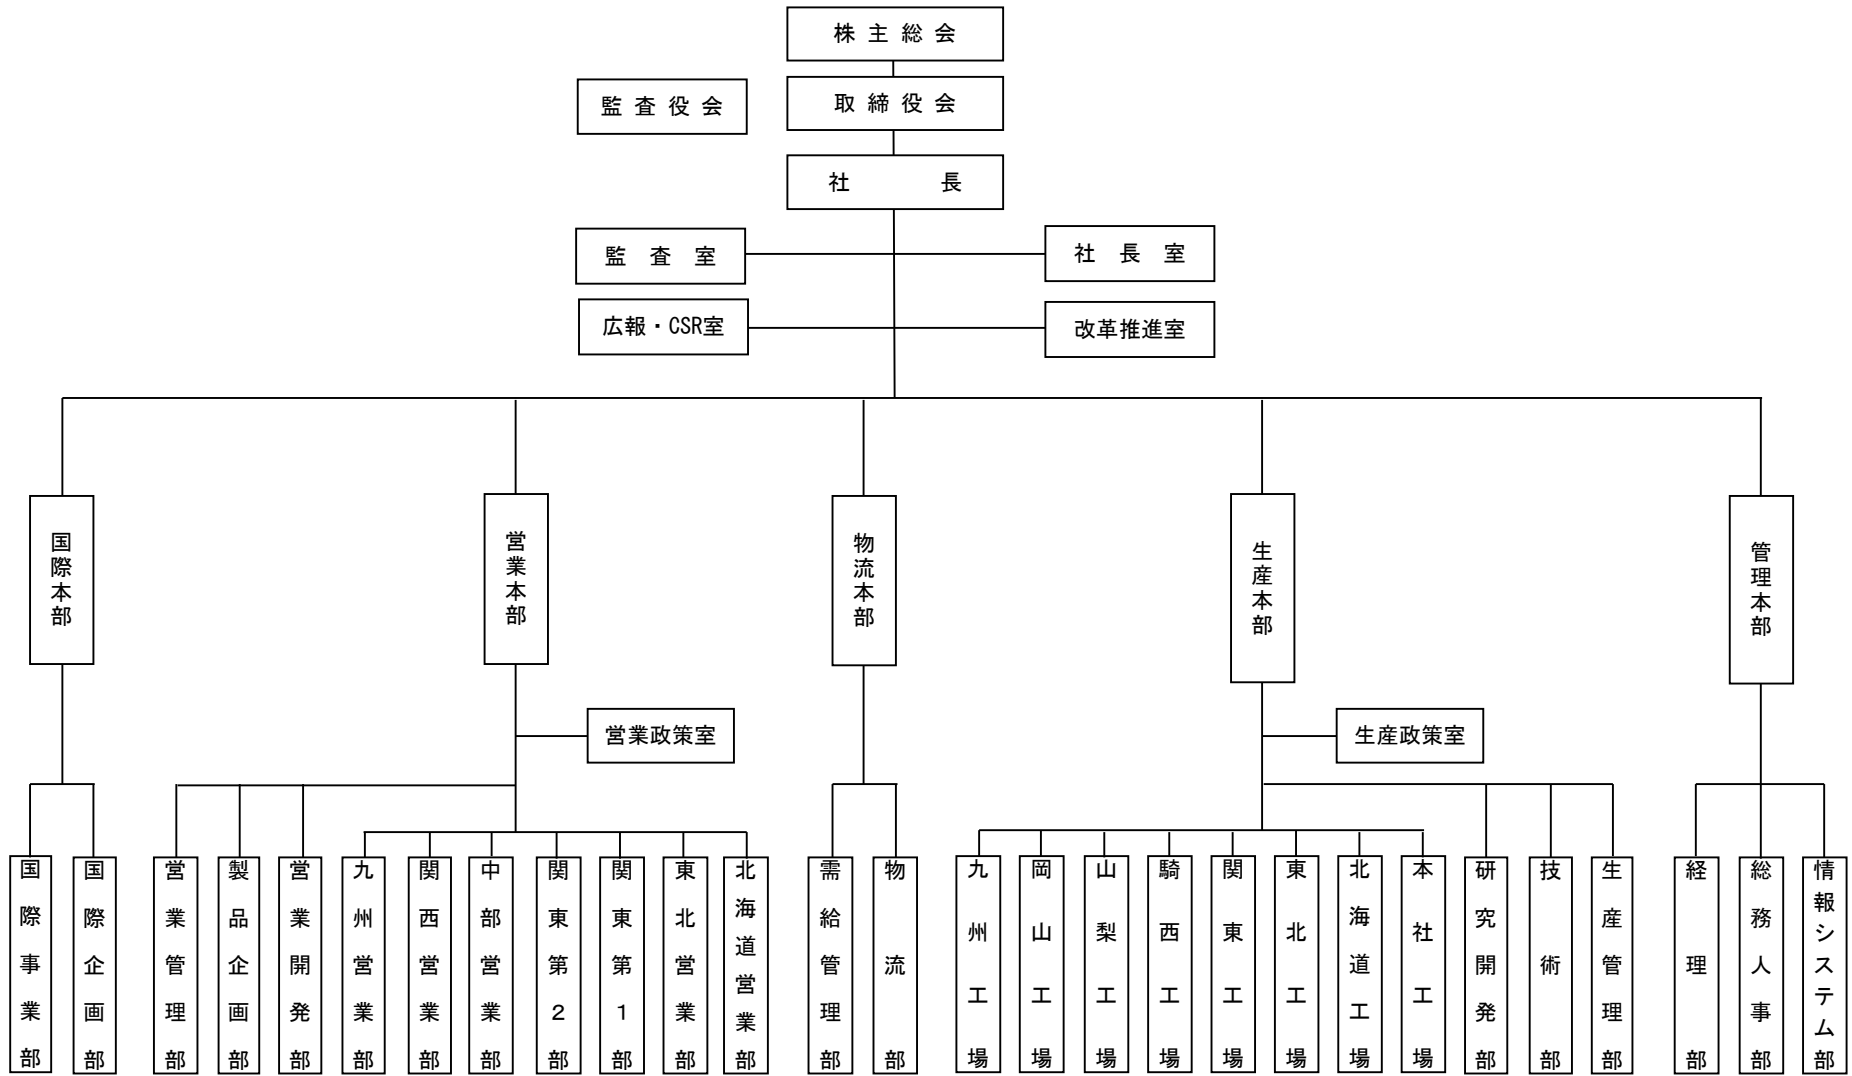 株主総会
監査役会
取締役会
社長
監査室
社長室
広報・CSR室
改革推進室
国際本部
営業本部
物流本部
生産本部
管理本部
営業政策室
生産政策室
国際事業部
国際企画部
営業管理部
製品企画部
営業開発部
九州営業部
関西営業部
中部営業部
関東第２部
関東第１部
東北営業部
北海道営業部
需給管理部
物流部
九州工場
岡山工場
山梨工場
騎西工場
関東工場
東北工場
北海道工場
本社工場
研究開発部
技術部
生産管理部
経理部
総務人事部
情報システム部